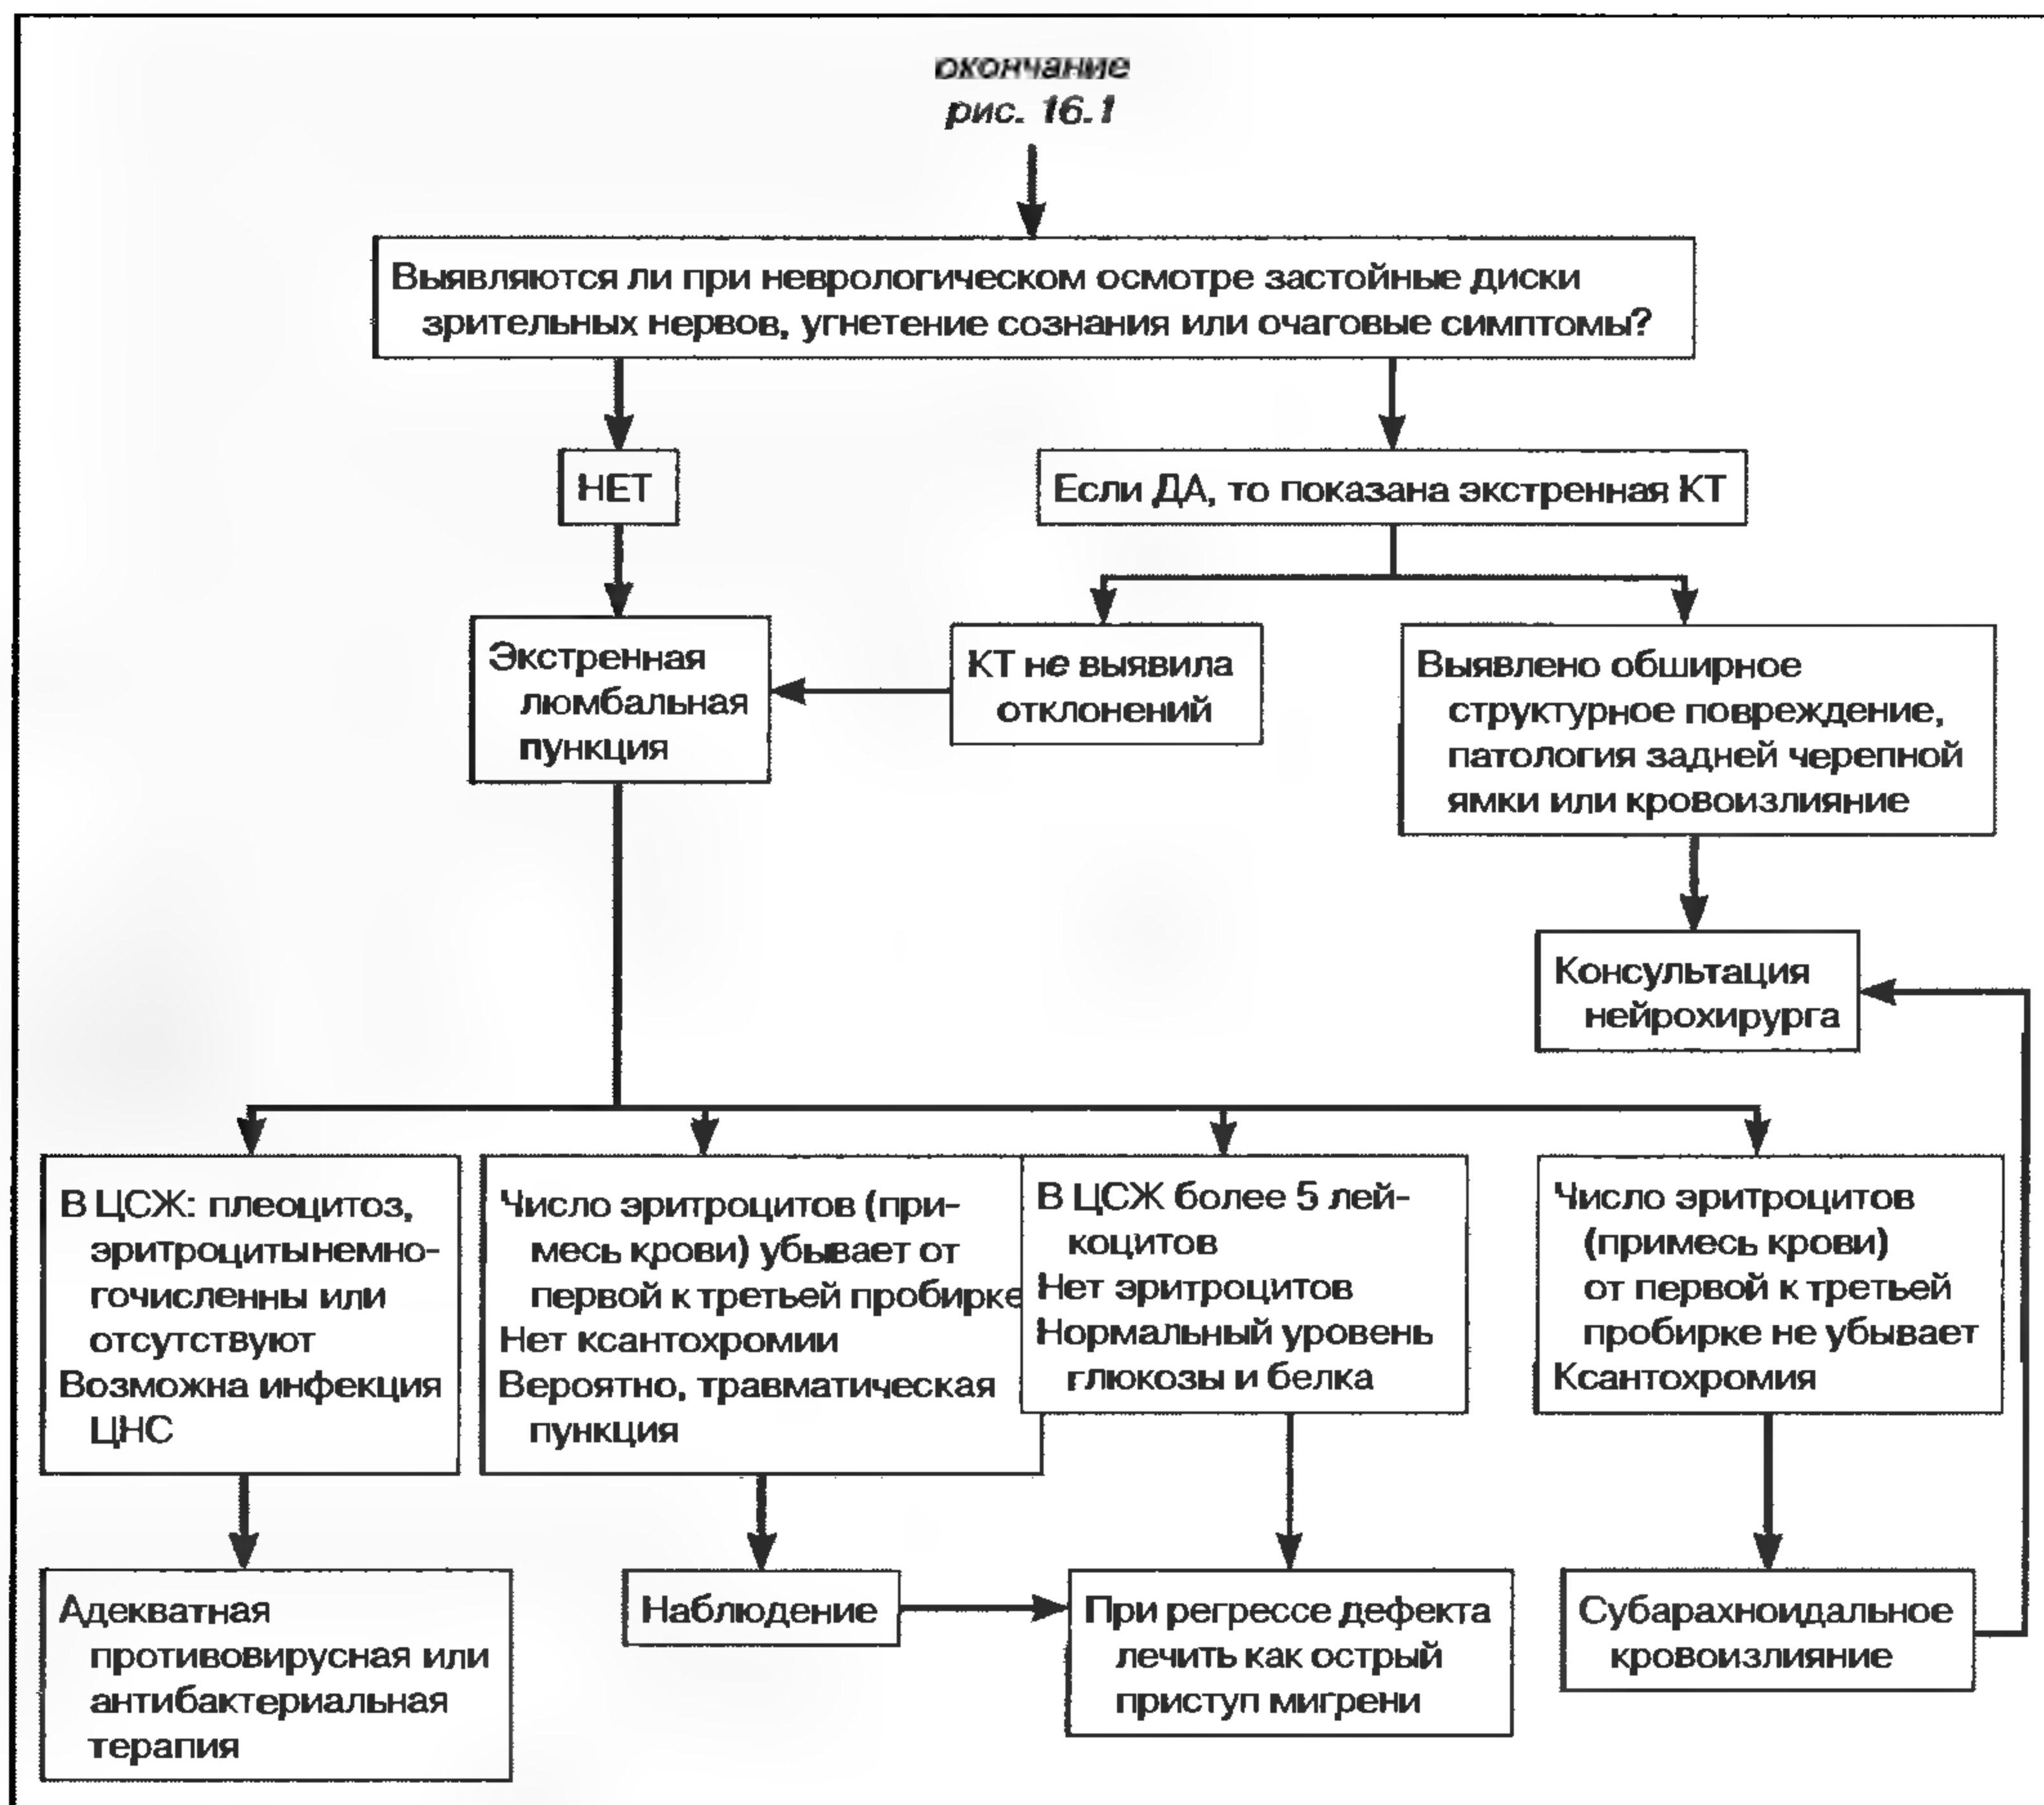 окончание
рис. 16.1
Выявляются ли при неврологическом осмотре застойные диски
зрительных нервов, угнетение сознания или очаговые симптомы?
НЕТ
Если ДА, то показана экстренная КТ
Экстренная
люмбальная
пункция
КТ не выявила
отклонений
Выявлено обширное
структурное повреждение,
патология задней черепной
ямки или кровоизлияние
Консультация
нейрохирурга
В ЦСЖ: плеоцитоз,
эритроциты немно-
гочисленны или
отсутствуют
Возможна инфекция
ЦНС
Число эритроцитов (при-
месь крови) убывает от
первой к третьей пробирке
Нет ксантохромии
Вероятно, травматическая
пункция
В ЦСЖ более 5 лей-
коцитов
Нет эритроцитов
Нормальный уровень
глюкозы и белка
Число эритроцитов
(примесь крови)
от первой к третьей
пробирке не убывает
Ксантохромия
Адекватная
противовирусная или
антибактериальная
терапия
Наблюдение
При регрессе дефекта
лечить как острый
приступ мигрени
Субарахноидальное
кровоизлияние